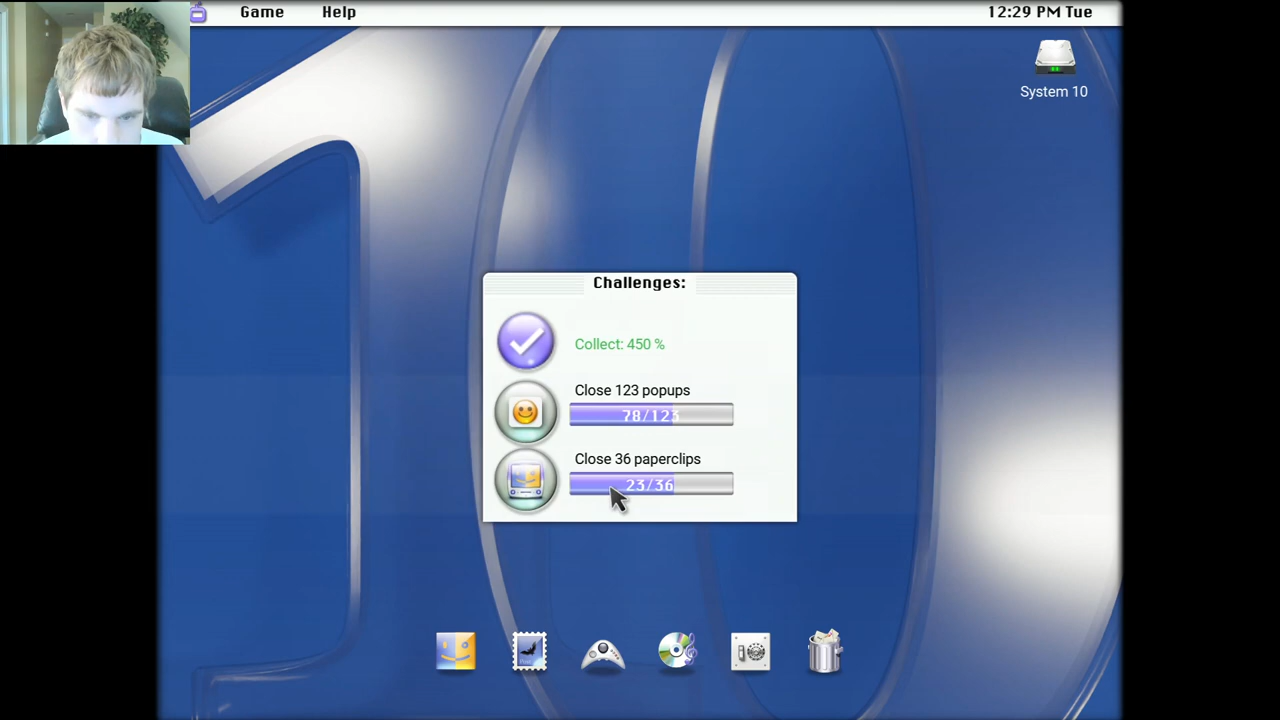 Game Help 12:29 PM Tue
System 10
Challenges:
Collect: 450 %
Close 123 popups
78/123
Close 36 paperclips
23/36